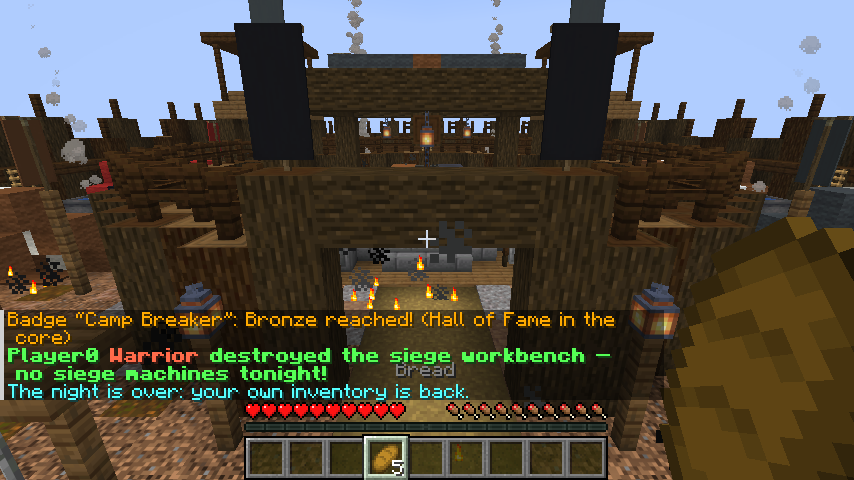 Badge "Camp Breaker": Bronze reached! (Hall of Fame in the
core)
Player0 Warrior destroyed the siege workbench –
no siege machines tonight!
Bread
The night is over: your own inventory is back.
5